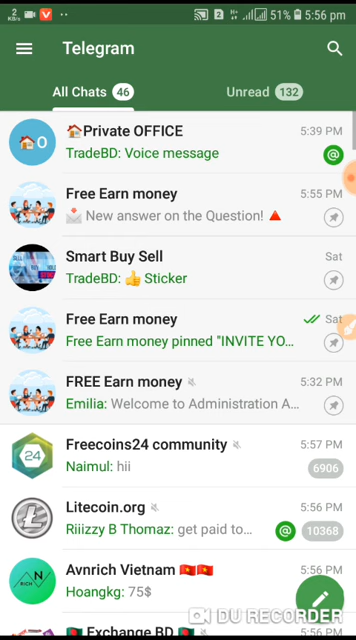 2 KB/s 51% 5:56 pm
Telegram
All Chats 46 Unread 132
🏠Private OFFICE 5:39 PM
TradeBD: Voice message @
Free Earn money 5:55 PM
📩 New answer on the Question! 🔺
Smart Buy Sell Sat
TradeBD: 👍 Sticker
Free Earn money Sat
Free Earn money pinned "INVITE YO...
FREE Earn money 5:32 PM
Emilia: Welcome to Administration A...
Freecoins24 community 5:57 PM
Naimul: hii 6906
Litecoin.org 5:56 PM
Riiizzy B Thomaz: get paid to... @ 10368
Avnrich Vietnam 🇻🇳🇻🇳 5:56 PM
Hoangkg: 75$
🇧🇩 Exchange BD 🇧🇩 5:56 PM
DU RECORDER